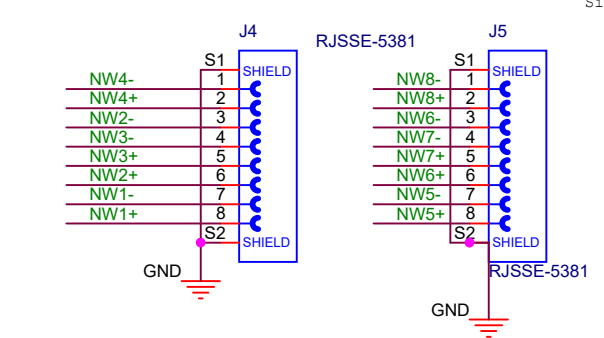 Si
J4
RJSSE-5381
J5
S1
SHIELD
NW4- 1
NW4+ 2
NW2- 3
NW3- 4
NW3+ 5
NW2+ 6
NW1- 7
NW1+ 8
S2
SHIELD
GND
S1
SHIELD
NW8- 1
NW8+ 2
NW6- 3
NW7- 4
NW7+ 5
NW6+ 6
NW5- 7
NW5+ 8
S2
SHIELD
RJSSE-5381
GND